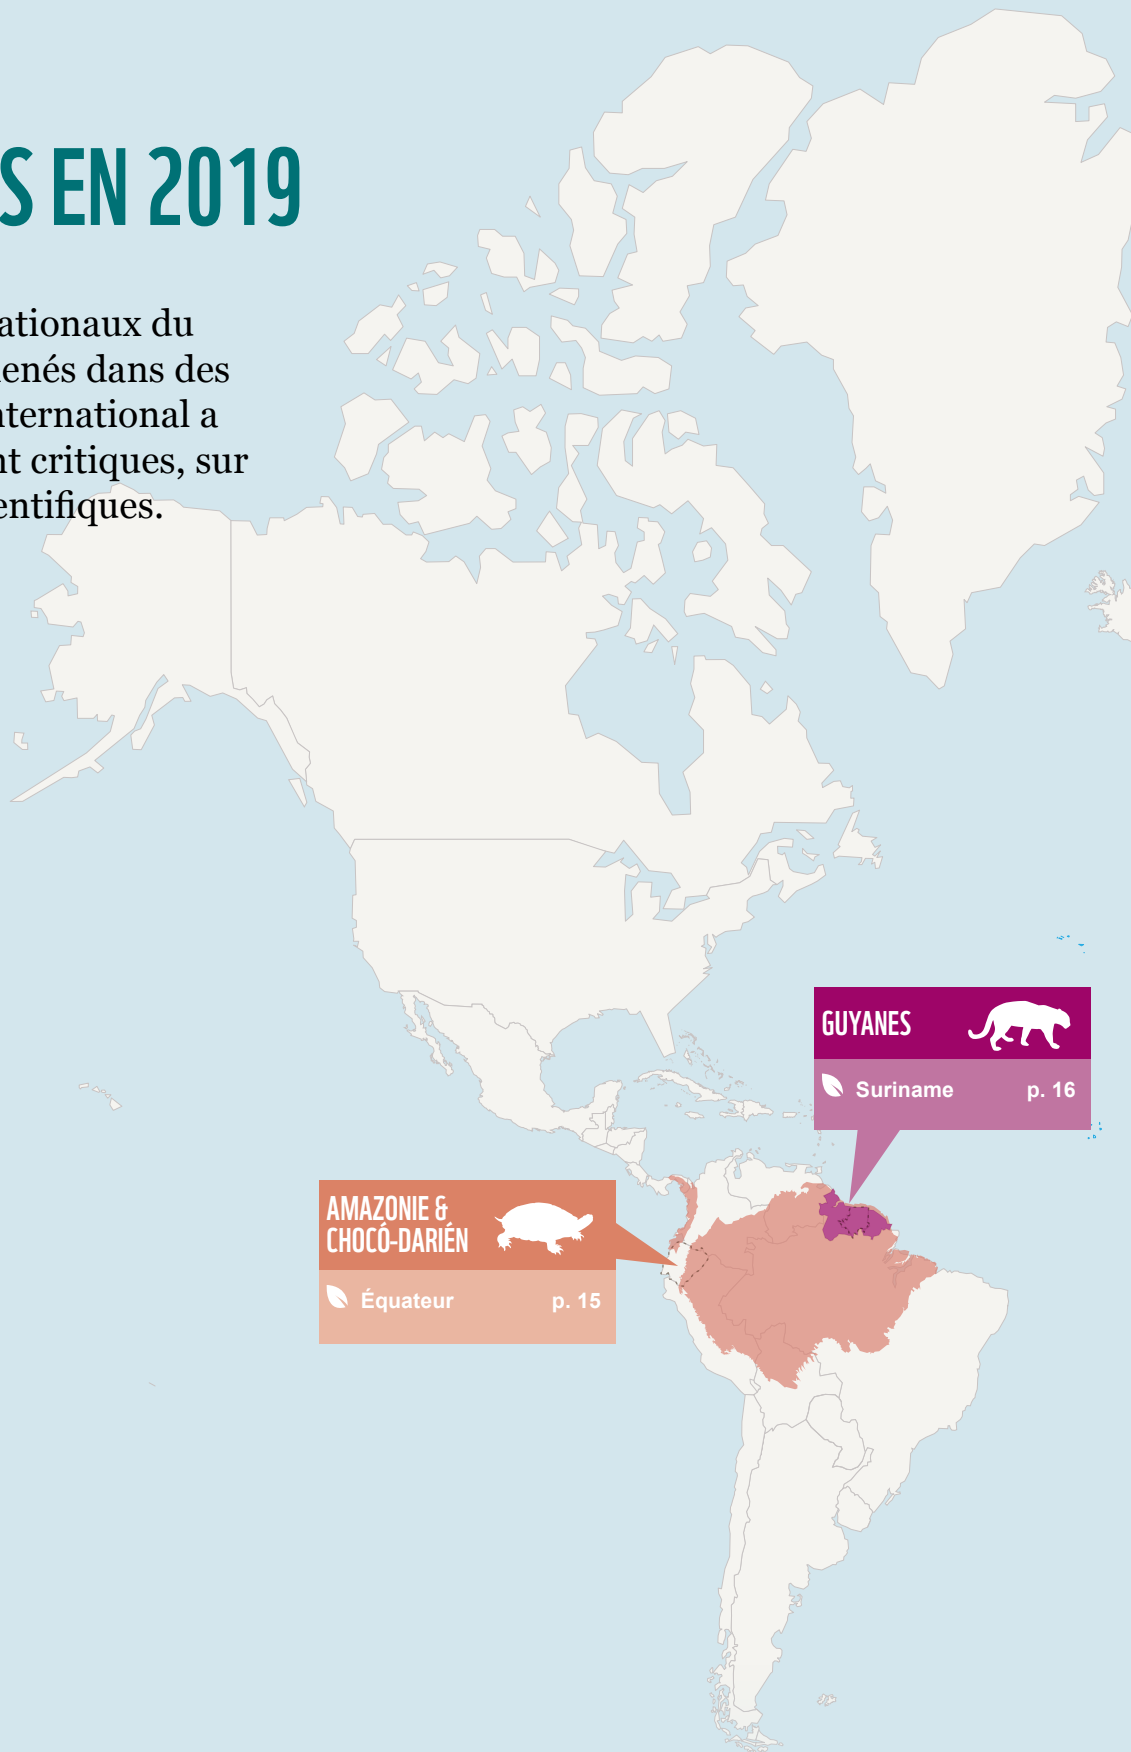 S EN 2019
ationaux du
enés dans des
nternational a
nt critiques, sur
entifiques.
GUYANES
Suriname p. 16
AMAZONIE &
CHOCÓ-DARIÉN
Équateur p. 15